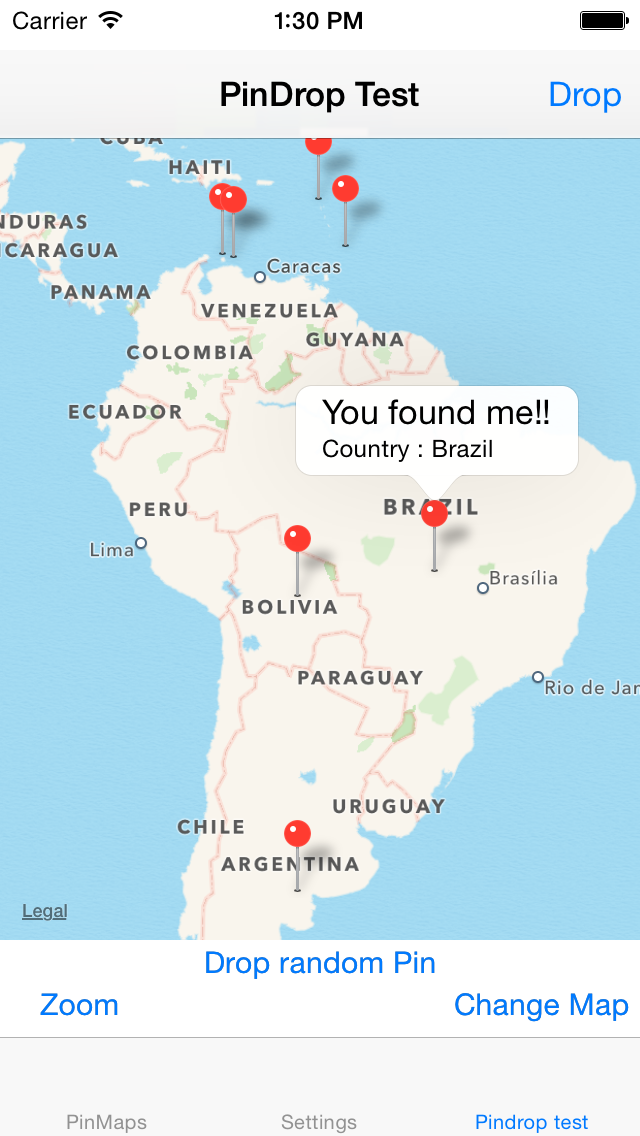 Carrier 1:30 PM
PinDrop Test Drop
CUBA
HAITI
NDURAS
ICARAGUA
Caracas
PANAMA
VENEZUELA
GUYANA
COLOMBIA
You found me!!
ECUADOR
Country : Brazil
BRAZIL
PERU
Lima
Brasília
BOLIVIA
PARAGUAY
Rio de Jar
URUGUAY
CHILE
ARGENTINA
Legal
Drop random Pin
Zoom Change Map
PinMaps Settings Pindrop test